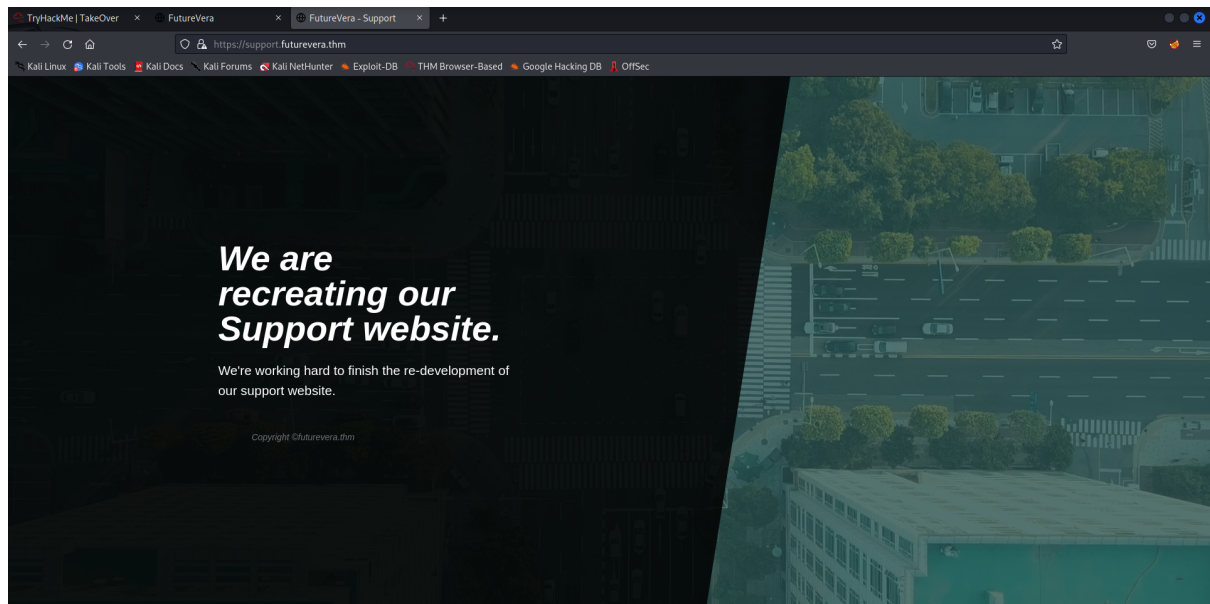 TryHackMe | TakeOver
FutureVera
FutureVera - Support
https://support.futurevera.thm
Kali Linux Kali Tools Kali Docs Kali Forums Kali NetHunter Exploit-DB THM Browser-Based Google Hacking DB OffSec
We are
recreating our
Support website.
We're working hard to finish the re-development of
our support website.
Copyright ©futurevera.thm